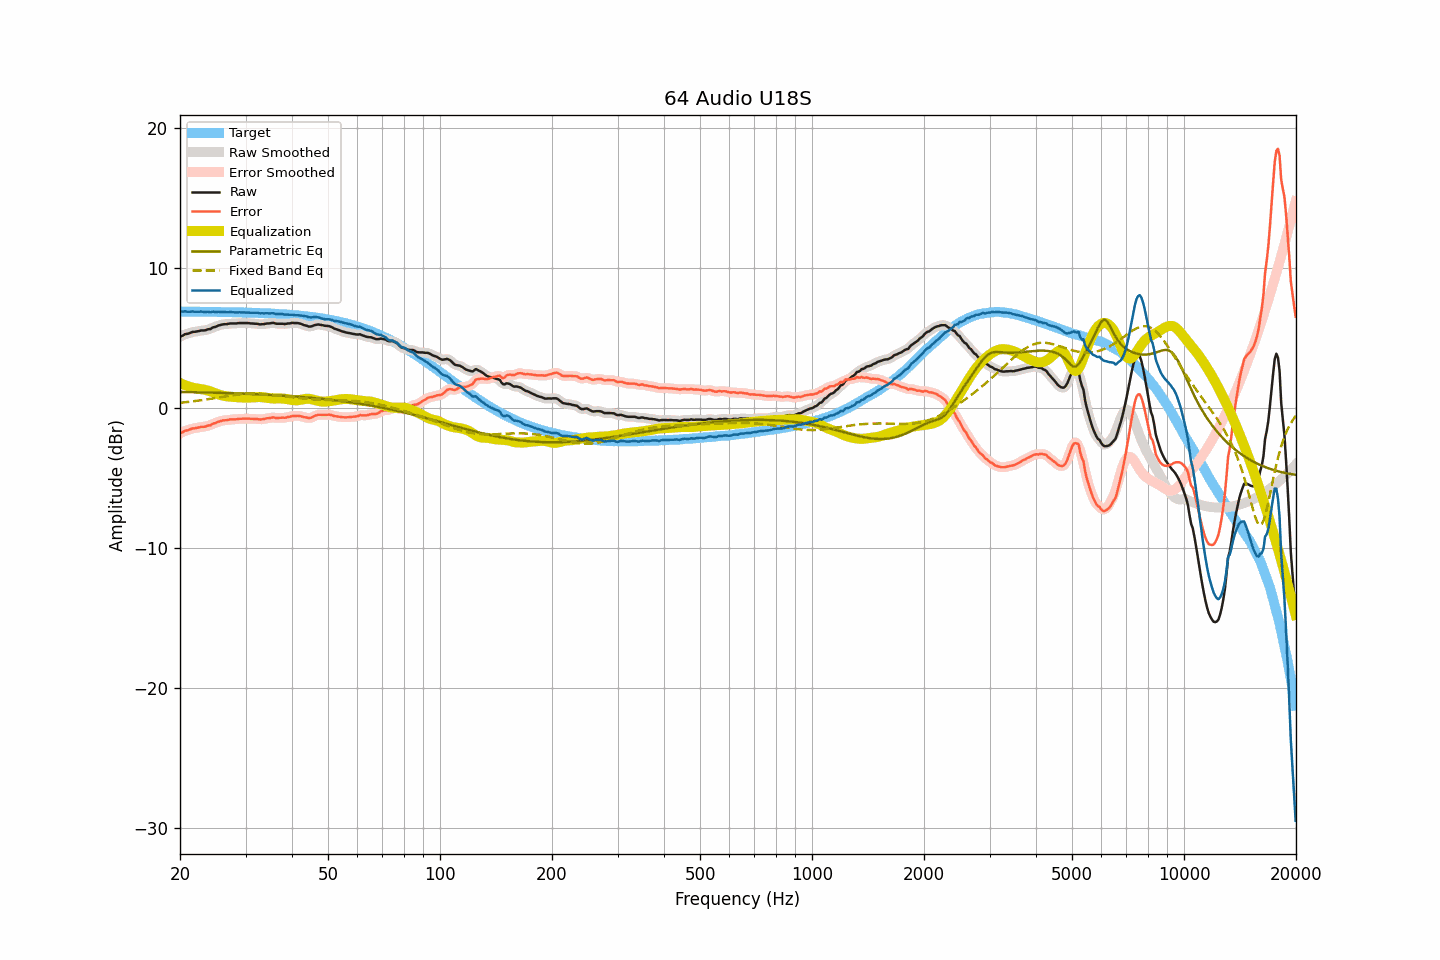 64 Audio U18S
Target
Raw Smoothed
Error Smoothed
Raw
Error
Equalization
Parametric Eq
Fixed Band Eq
Equalized
20
10
0
−10
−20
−30
Amplitude (dBr)
20 50 100 200 500 1000 2000 5000 10000 20000
Frequency (Hz)